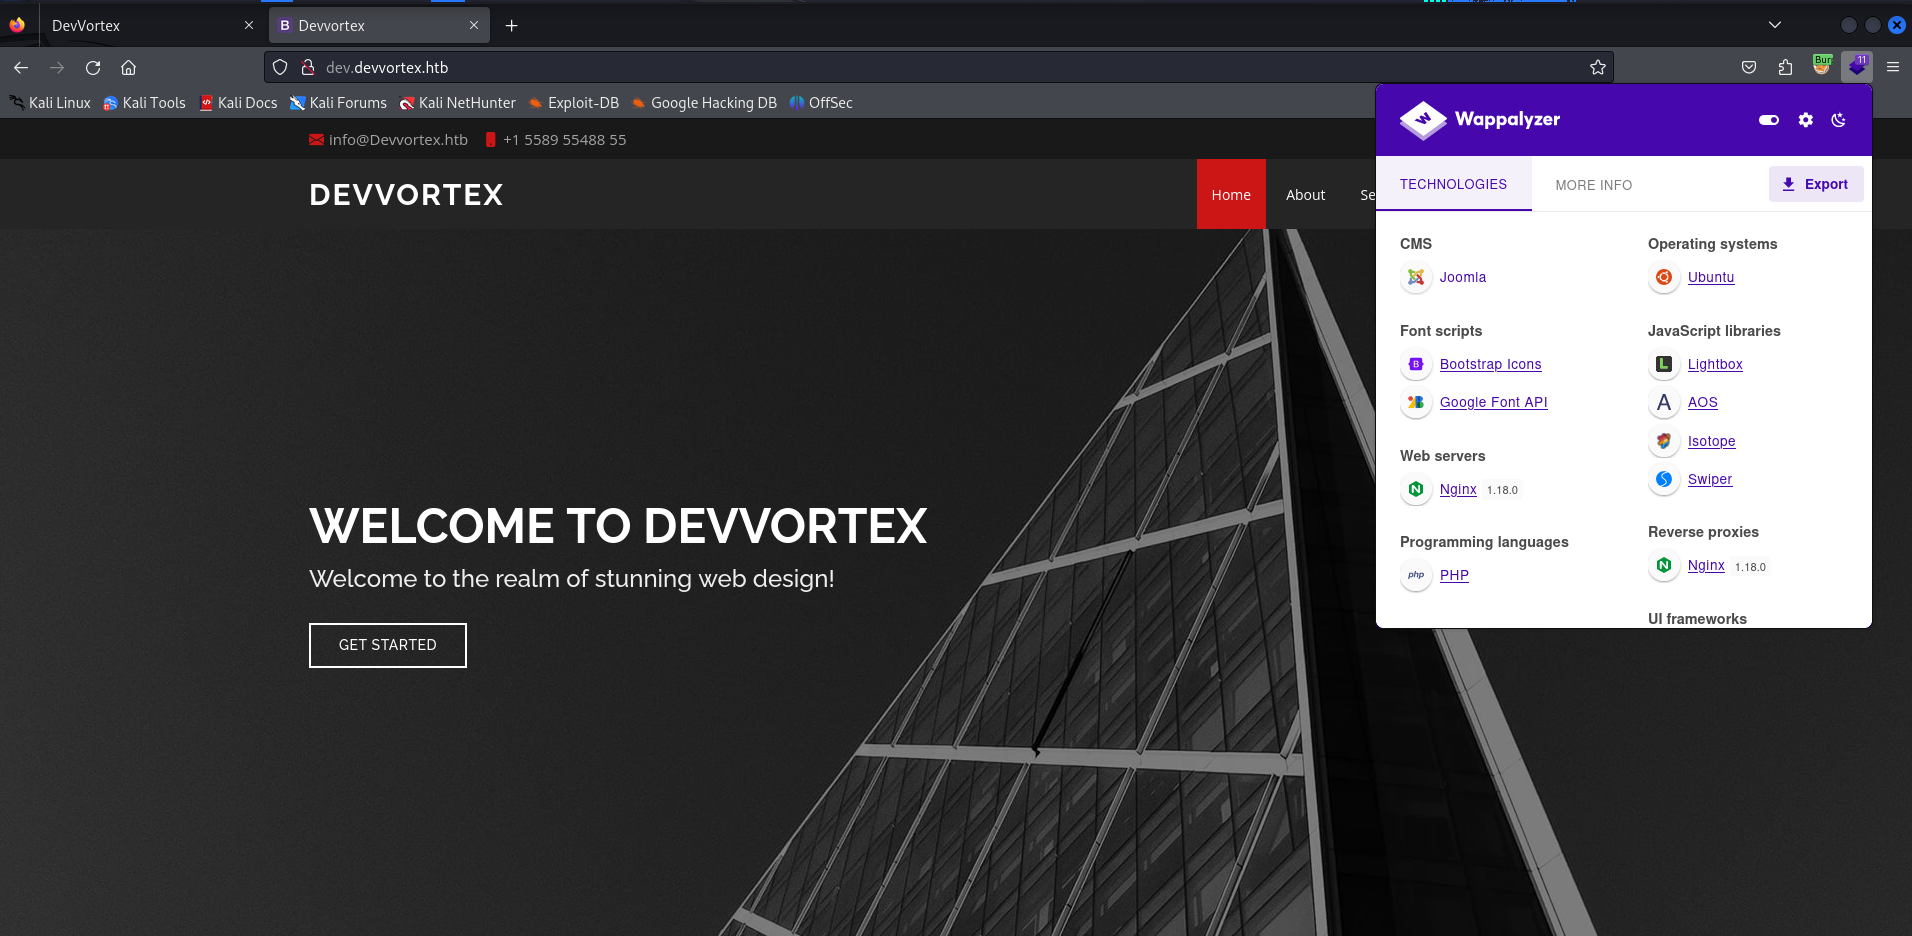 DevVortex
B Devvortex
dev.devvortex.htb
Bur
11
Kali Linux Kali Tools Kali Docs Kali Forums Kali NetHunter Exploit-DB Google Hacking DB OffSec
info@Devvortex.htb +1 5589 55488 55
DEVVORTEX
Home About Se
WELCOME TO DEVVORTEX
Welcome to the realm of stunning web design!
GET STARTED
W Wappalyzer
TECHNOLOGIES MORE INFO Export
CMS
Joomla
Font scripts
B Bootstrap Icons
Google Font API
Web servers
N Nginx 1.18.0
Programming languages
php PHP
Operating systems
Ubuntu
JavaScript libraries
L Lightbox
A AOS
Isotope
S Swiper
Reverse proxies
N Nginx 1.18.0
UI frameworks